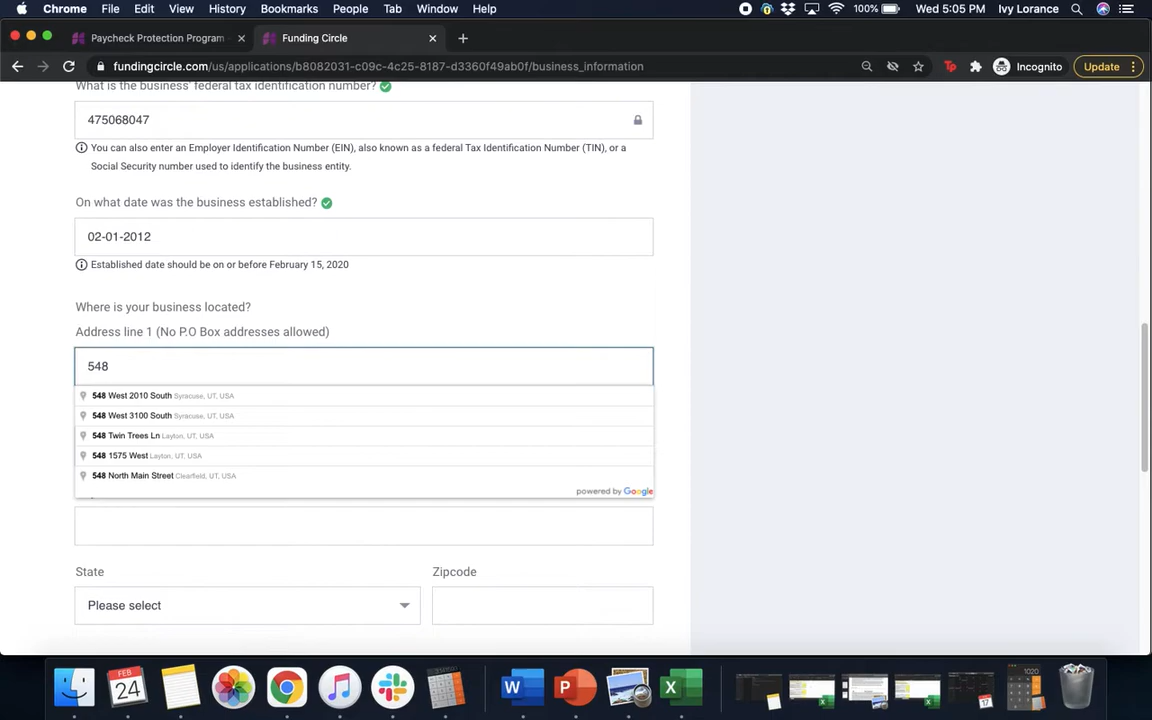 Chrome File Edit View History Bookmarks People Tab Window Help 100% Wed 5:05 PM Ivy Lorance
Paycheck Protection Program Funding Circle
fundingcircle.com/us/applications/b8082031-c09c-4c25-8187-d3360f49ab0f/business_information Incognito Update
What is the business' federal tax identification number?
475068047
You can also enter an Employer Identification Number (EIN), also known as a federal Tax Identification Number (TIN), or a
Social Security number used to identify the business entity.
On what date was the business established?
02-01-2012
Established date should be on or before February 15, 2020
Where is your business located?
Address line 1 (No P.O Box addresses allowed)
548
548 West 2010 South Syracuse, UT, USA
548 West 3100 South Syracuse, UT, USA
548 Twin Trees Ln Layton, UT, USA
548 1575 West Layton, UT, USA
548 North Main Street Clearfield, UT, USA
powered by Google
State Zipcode
Please select
FEB
24
W P X
17
1020